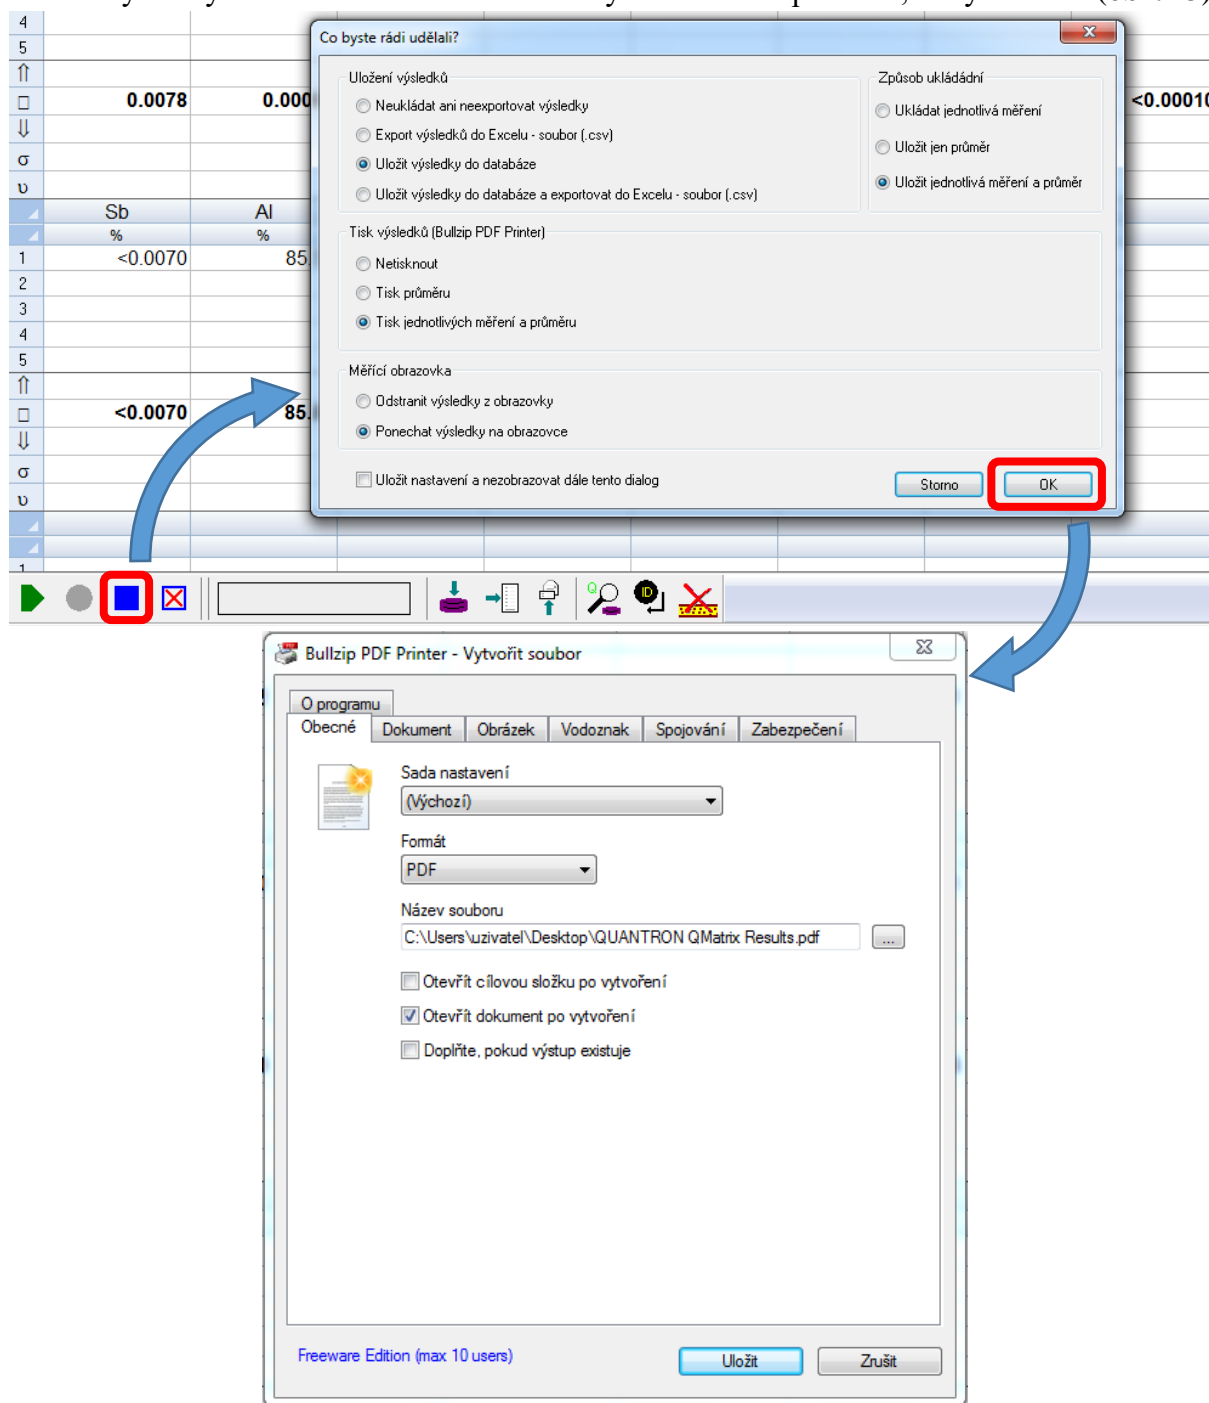 4
5
⇑
□ 0.0078 0.000 <0.0001
⇓
σ
υ
Sb Al
% %
1 <0.0070 85.
2
3
4
5
⇑
□ <0.0070 85.
⇓
σ
υ
1
Co byste rádi udělali?
Uložení výsledků
Neukládat ani neexportovat výsledky
Export výsledků do Excelu - soubor (.csv)
Uložit výsledky do databáze
Uložit výsledky do databáze a exportovat do Excelu - soubor (.csv)
Způsob ukládádní
Ukládat jednotlivá měření
Uložit jen průměr
Uložit jednotlivá měření a průměr
Tisk výsledků (Bullzip PDF Printer)
Netisknout
Tisk průměru
Tisk jednotlivých měření a průměru
Měřící obrazovka
Odstranit výsledky z obrazovky
Ponechat výsledky na obrazovce
Uložit nastavení a nezobrazovat dále tento dialog
Storno OK
Q ID
Bullzip PDF Printer - Vytvořit soubor
O programu
Obecné Dokument Obrázek Vodoznak Spojování Zabezpečení
Sada nastavení
(Výchozí)
Formát
PDF
Název souboru
C:\Users\uzivatel\Desktop\QUANTRON QMatrix Results.pdf ...
Otevřít cílovou složku po vytvoření
Otevřít dokument po vytvoření
Doplňte, pokud výstup existuje
Freeware Edition (max 10 users)
Uložit Zrušit